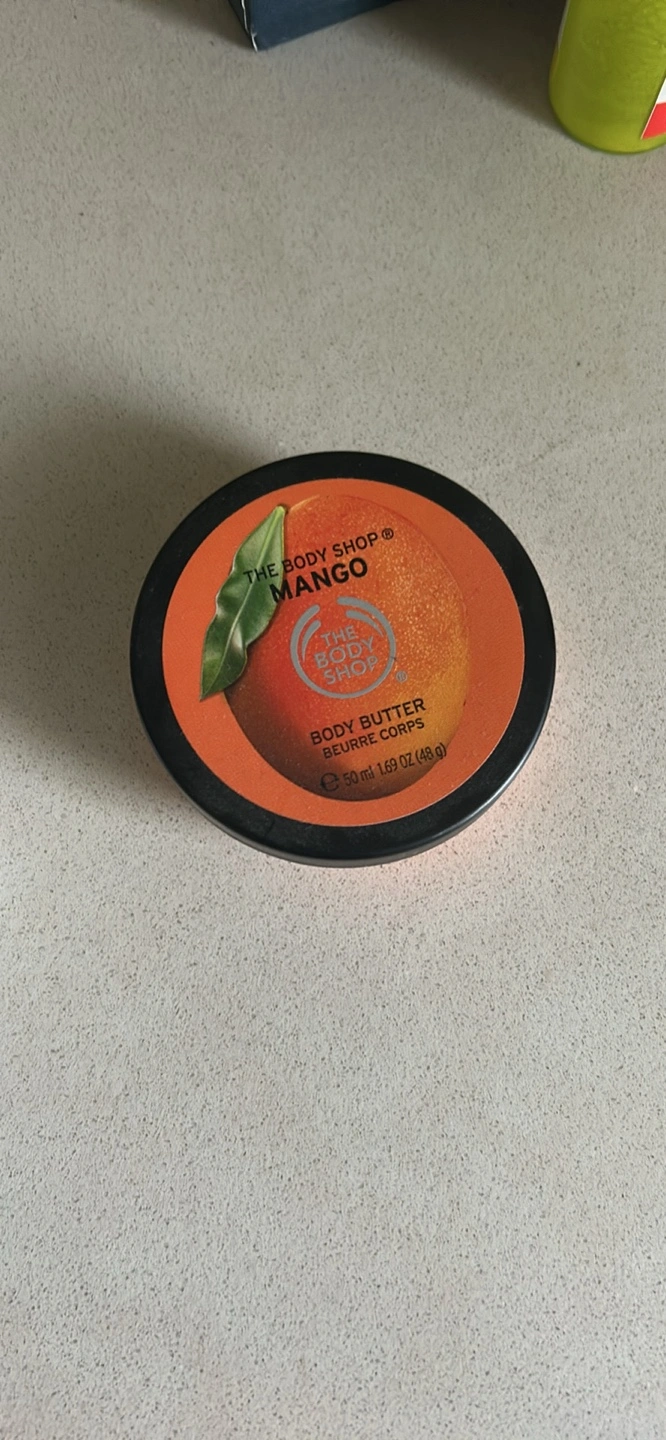 THE BODY SHOP®
MANGO
THE
BODY
SHOP
®
BODY BUTTER
BEURRE CORPS
℮ 50 ml 1.69 OZ (48 g)